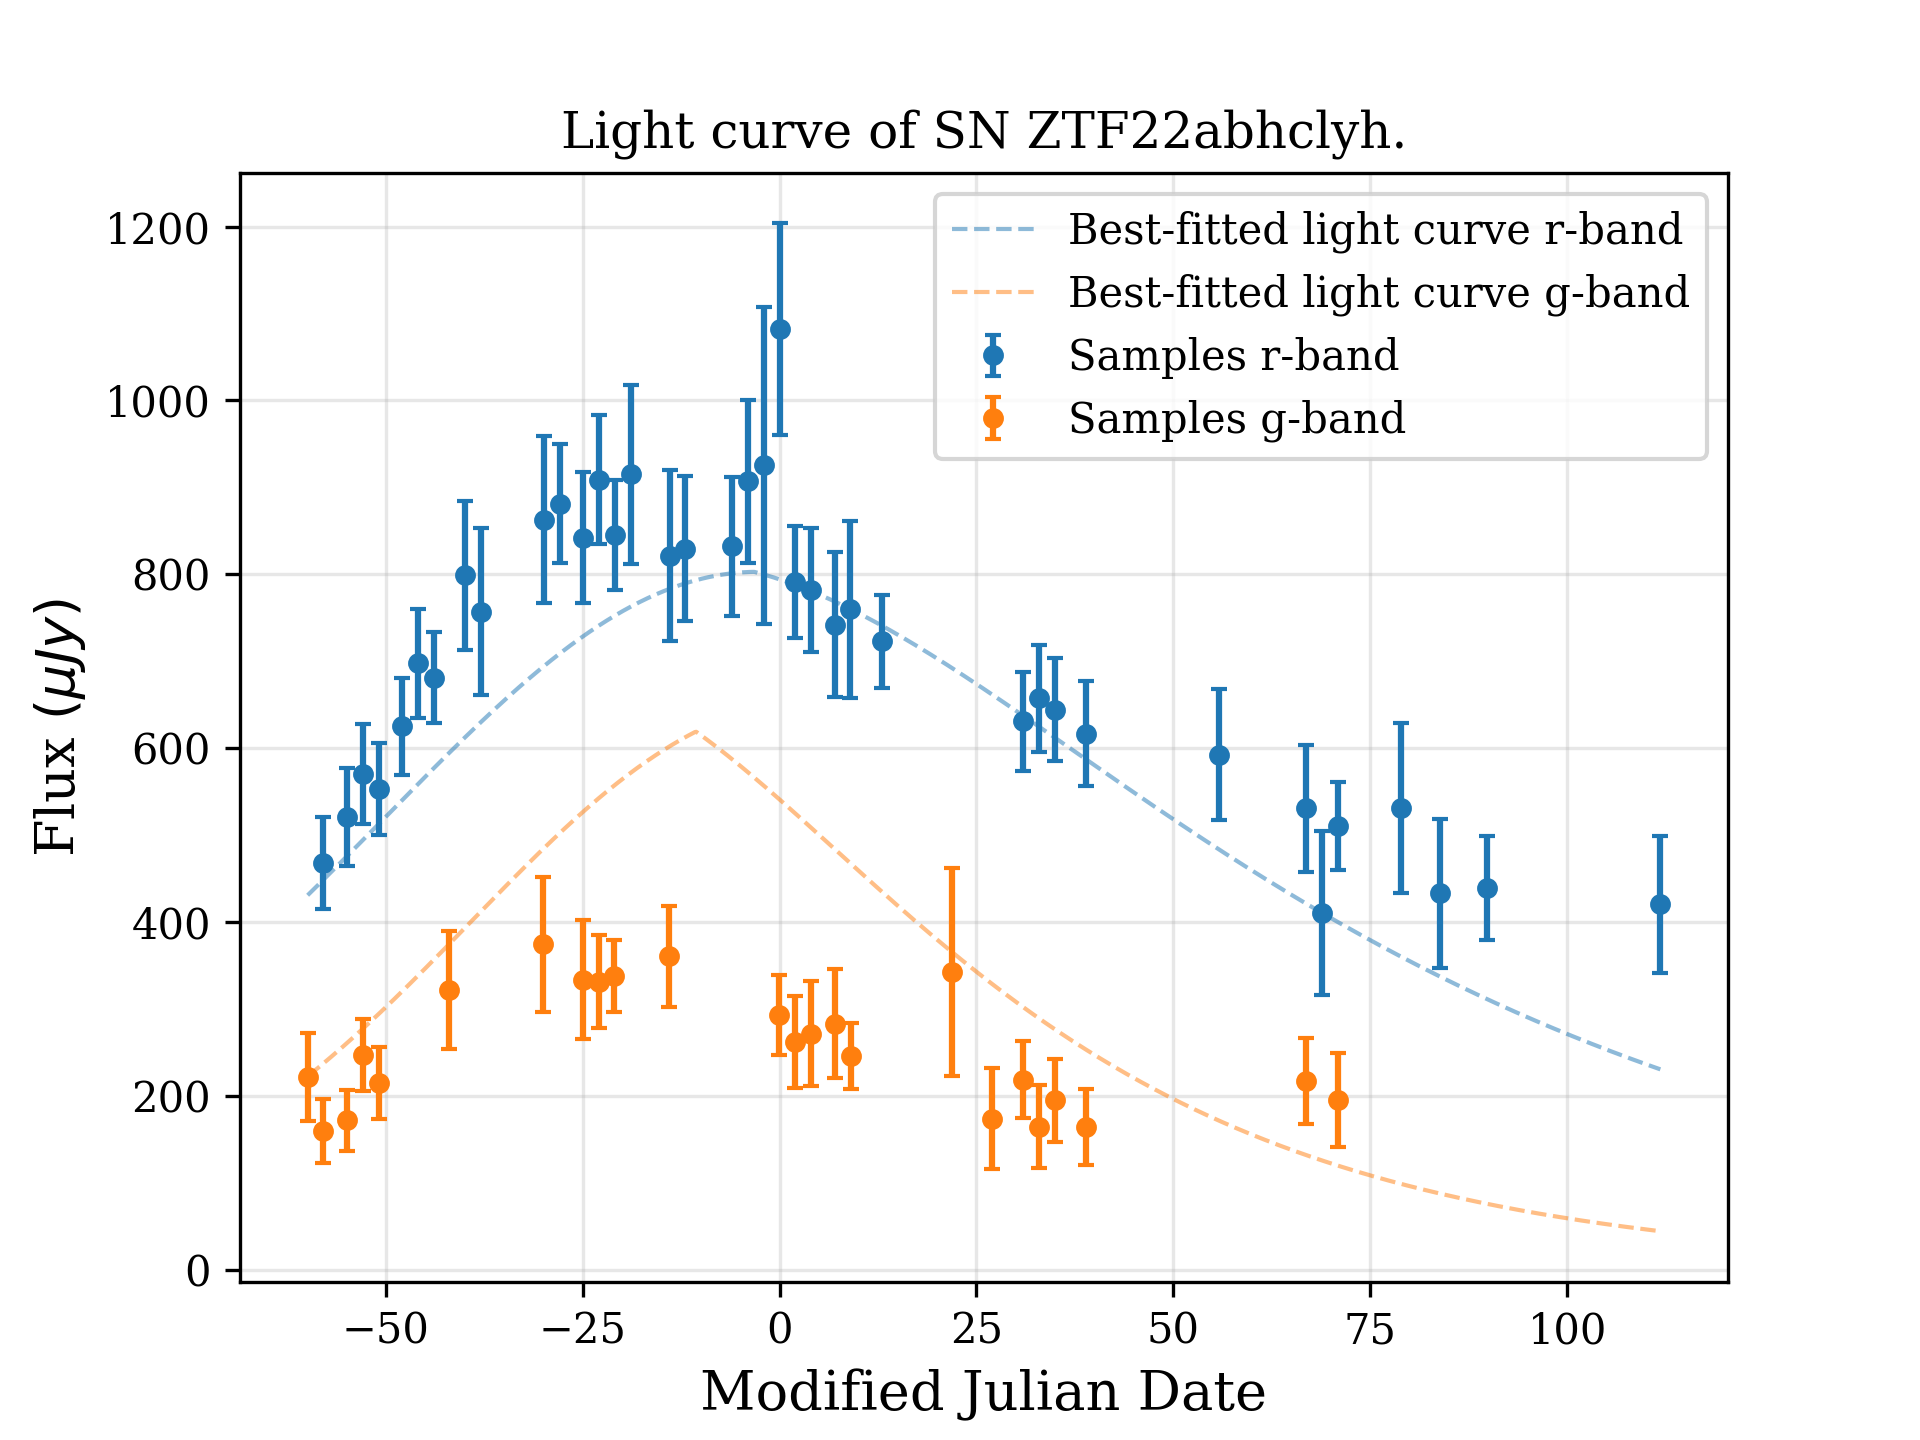 Light curve of SN ZTF22abhclyh.
Best-fitted light curve r-band
Best-fitted light curve g-band
Samples r-band
Samples g-band
1200
1000
800
600
400
200
0
Flux (μJy)
−50 −25 0 25 50 75 100
Modified Julian Date